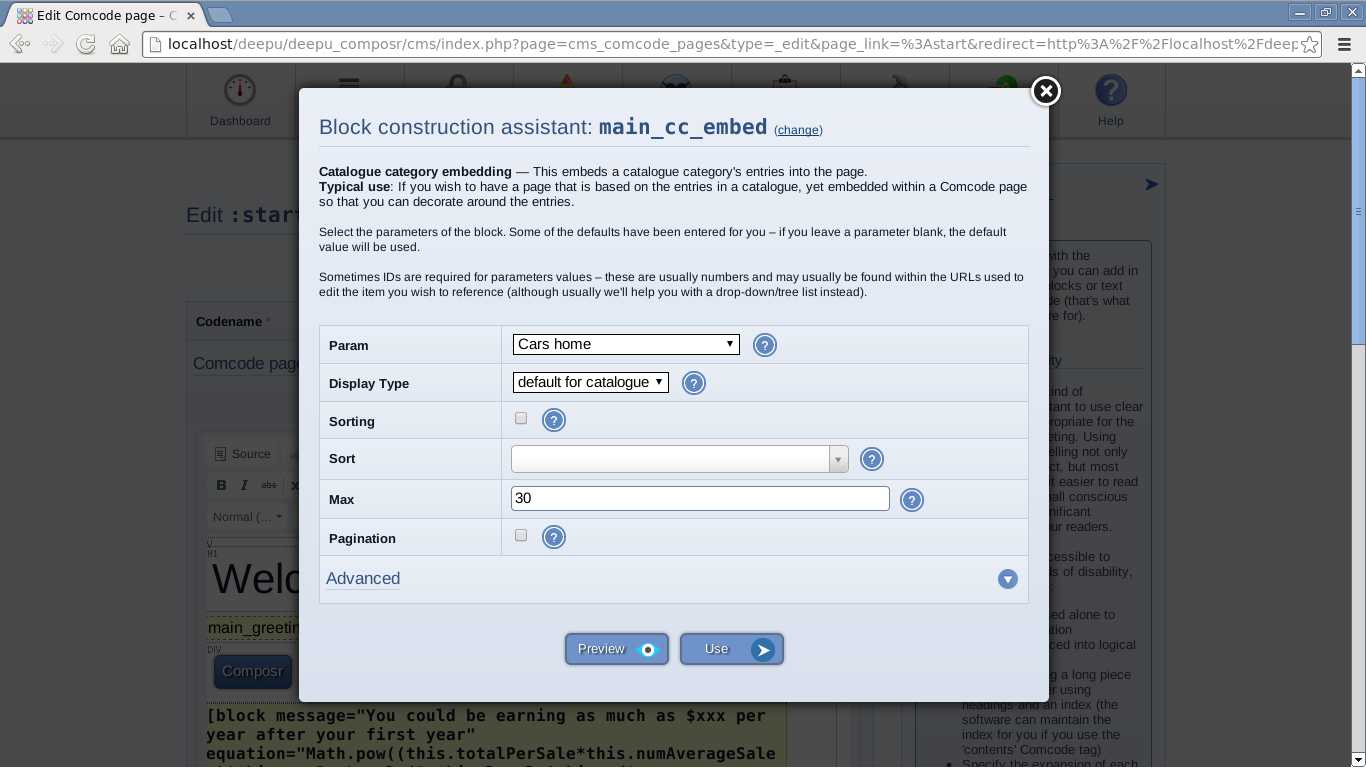 Edit Comcode page – C
localhost/deepu/deepu_composr/cms/index.php?page=cms_comcode_pages&type=_edit&page_link=%3Astart&redirect=http%3A%2F%2Flocalhost%2Fdeep
Dashboard
Help
Block construction assistant: main_cc_embed (change)
Catalogue category embedding — This embeds a catalogue category's entries into the page.
Typical use: If you wish to have a page that is based on the entries in a catalogue, yet embedded within a Comcode page
so that you can decorate around the entries.
Select the parameters of the block. Some of the defaults have been entered for you – if you leave a parameter blank, the default
value will be used.
Sometimes IDs are required for parameters values – these are usually numbers and may usually be found within the URLs used to
edit the item you wish to reference (although usually we'll help you with a drop-down/tree list instead).
Param
Cars home
Display Type
default for catalogue
Sorting
Sort
Max
30
Pagination
Advanced
Preview
Use
Edit :star
Codename *
Comcode page
Source
B I abc x
Normal (...
H1
Welc
main_greetin
DIV
Composr
[block message="You could be earning as much as $xxx per
year after your first year"
equation="Math.pow((this.totalPerSale*this.numAverageSale
with the
you can add in
locks or text
de (that's what
re for).
ity
ind of
tant to use clear
ropriate for the
eting. Using
elling not only
ct, but most
t easier to read
all conscious
nificant
ur readers.
cessible to
ds of disability,
:
ed alone to
tion
ced into logical
g a long piece
er using
headings and an index (the
software can maintain the
index for you if you use the
'contents' Comcode tag)
Specify the expansion of each